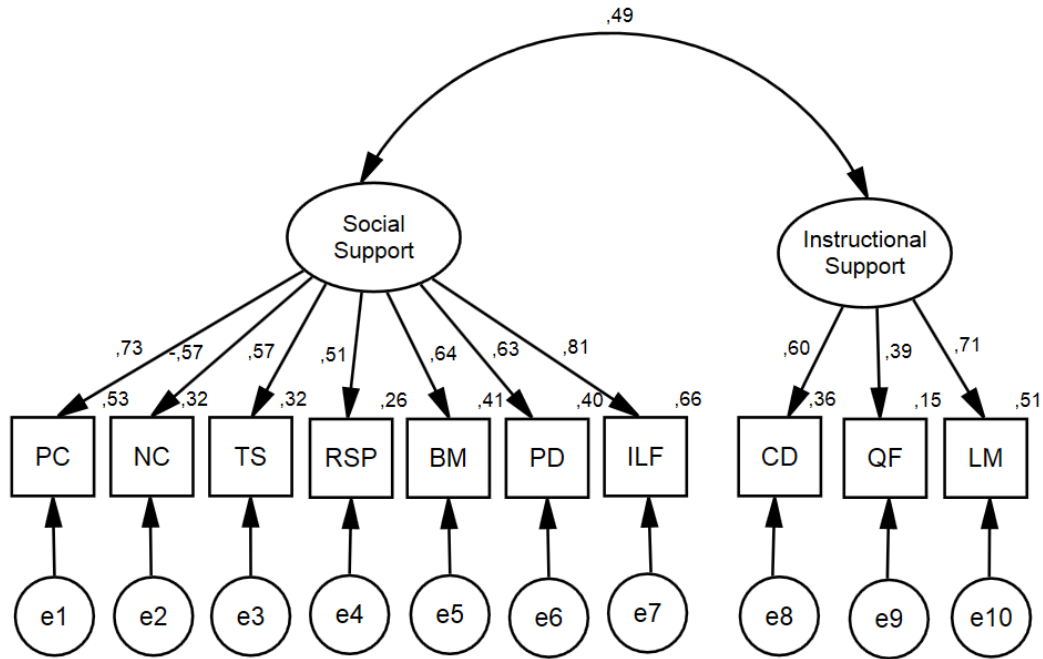 ,49
Social
Support
Instructional
Support
,73
-,57
,57
,51
,64
,63
,81
,60
,39
,71
,53
,32
,32
,26
,41
,40
,66
,36
,15
,51
PC
NC
TS
RSP
BM
PD
ILF
CD
QF
LM
e1
e2
e3
e4
e5
e6
e7
e8
e9
e10